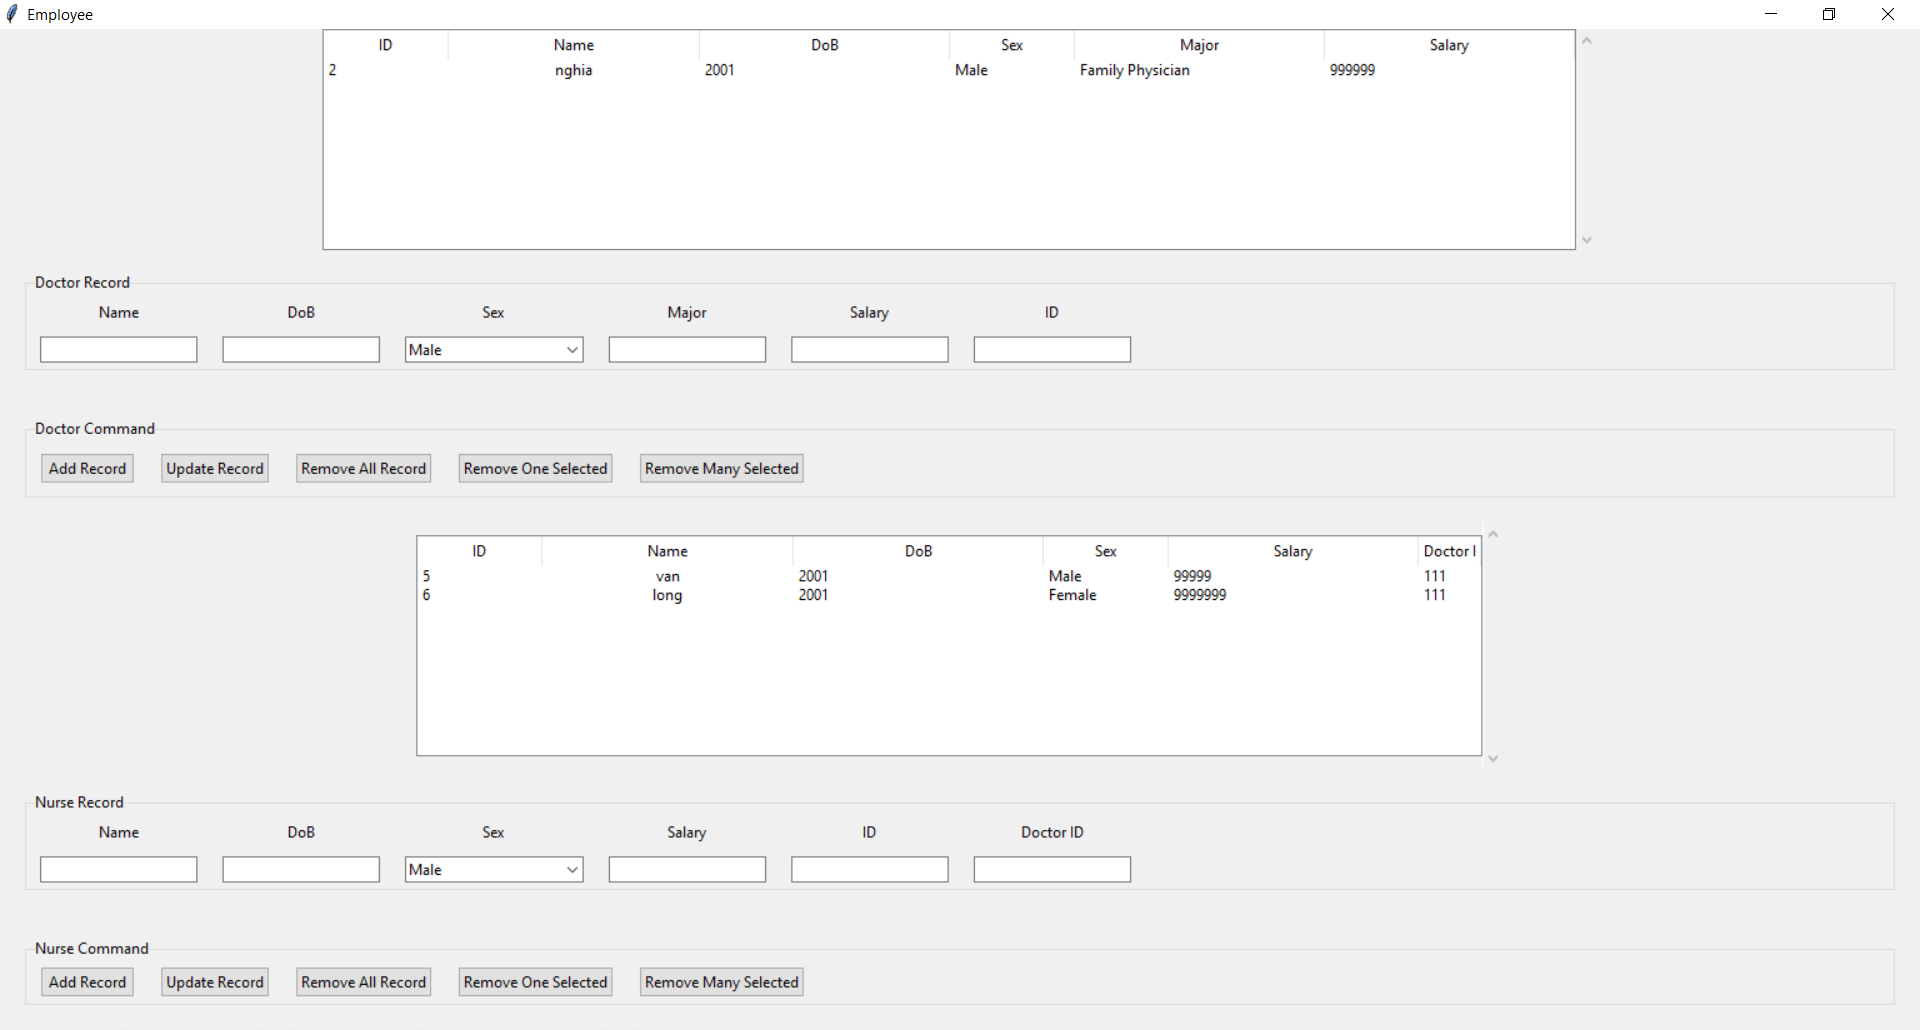 Employee
ID Name DoB Sex Major Salary
2 nghia 2001 Male Family Physician 999999
Doctor Record
Name DoB Sex Major Salary ID
Male
Doctor Command
Add Record Update Record Remove All Record Remove One Selected Remove Many Selected
ID Name DoB Sex Salary Doctor I
5 van 2001 Male 99999 111
6 long 2001 Female 9999999 111
Nurse Record
Name DoB Sex Salary ID Doctor ID
Male
Nurse Command
Add Record Update Record Remove All Record Remove One Selected Remove Many Selected